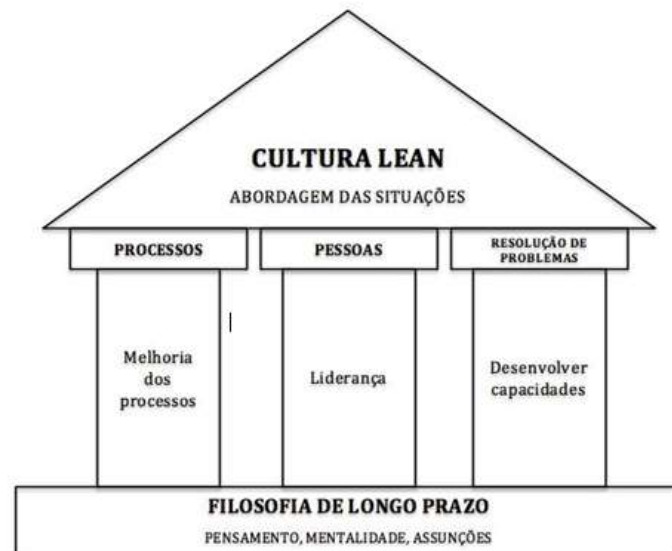 CULTURA LEAN
ABORDAGEM DAS SITUAÇÕES
PROCESSOS
PESSOAS
RESOLUÇÃO DE
PROBLEMAS
Melhoria
dos
processos
Liderança
Desenvolver
capacidades
FILOSOFIA DE LONGO PRAZO
PENSAMENTO, MENTALIDADE, ASSUNÇÕES